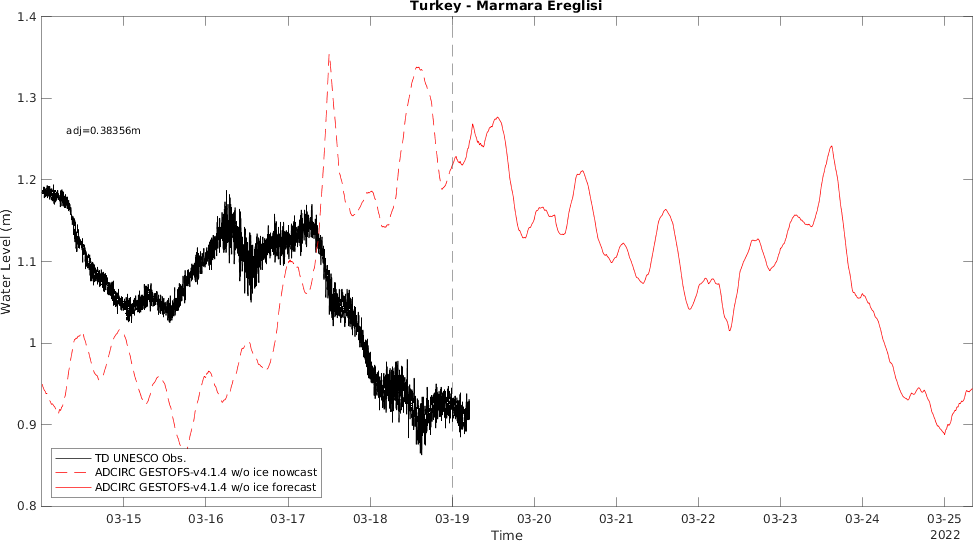 Turkey - Marmara Ereglisi
1.4
1.3
1.2
1.1
1
0.9
0.8
Water Level (m)
adj=0.38356m
TD UNESCO Obs.
ADCIRC GESTOFS-v4.1.4 w/o ice nowcast
ADCIRC GESTOFS-v4.1.4 w/o ice forecast
03-15 03-16 03-17 03-18 03-19 03-20 03-21 03-22 03-23 03-24 03-25
2022
Time